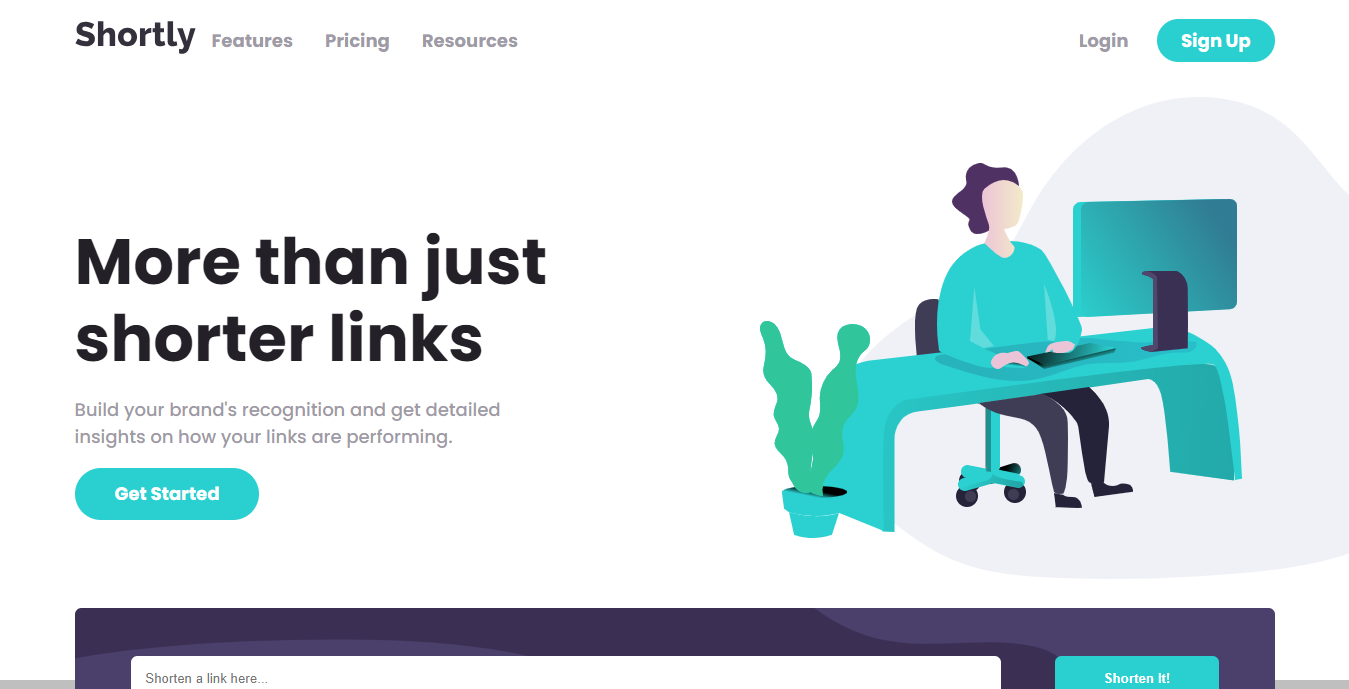 Shortly Features Pricing Resources Login Sign Up
More than just
shorter links
Build your brand's recognition and get detailed
insights on how your links are performing.
Get Started
Shorten a link here... Shorten It!